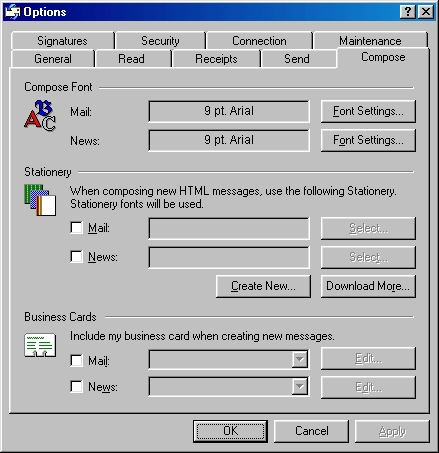 Options
Signatures Security Connection Maintenance
General Read Receipts Send Compose
Compose Font
Mail: 9 pt. Arial Font Settings...
News: 9 pt. Arial Font Settings...
Stationery
When composing new HTML messages, use the following Stationery.
Stationery fonts will be used.
Mail: Select...
News: Select...
Create New... Download More...
Business Cards
Include my business card when creating new messages.
Mail: Edit...
News: Edit...
OK Cancel Apply